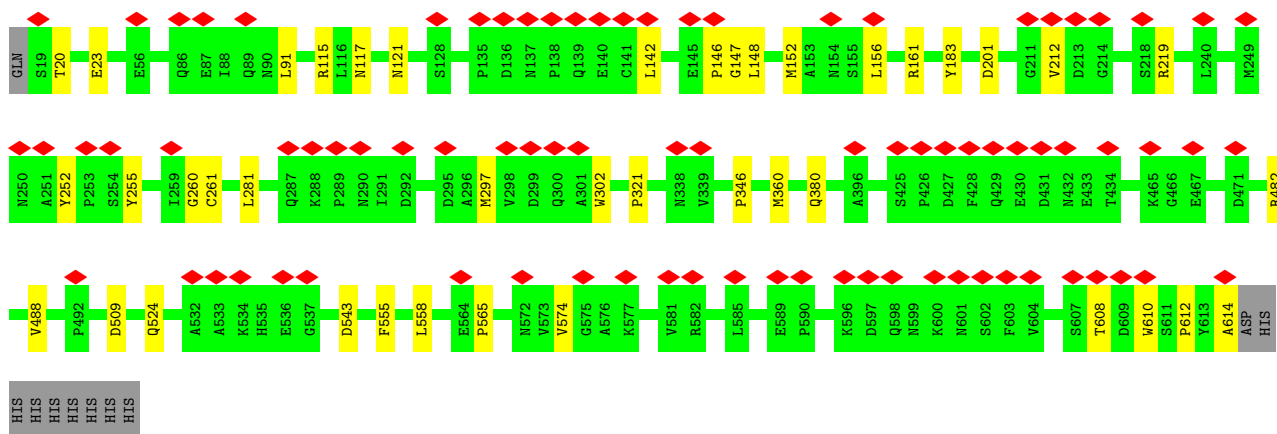 GLN S19 T20 E23 E56 Q86 E87 I88 Q89 N90 L91 R115 L116 N117 N121 S128 P135 D136 N137 P138 Q139 E140 C141 L142 E145 P146 G147 L148 M152 A153 N154 S155 L156 R161 Y183 D201 G211 V212 D213 G214 S218 R219 L240 M249
N250 A251 Y252 P253 S254 Y255 I259 G260 C261 L281 Q287 K288 P289 N290 I291 D292 D295 A296 M297 V298 D299 Q300 A301 W302 P321 N338 V339 P346 M360 Q380 A396 S425 P426 D427 F428 Q429 E430 D431 N432 E433 T434 K465 G466 E467 D471 R482
V488 P492 D509 Q524 A532 A533 K534 H535 E536 G537 D543 F555 L558 E564 P565 N572 V573 V574 G575 A576 K577 V581 R582 L585 E589 P590 K596 D597 Q598 N599 K600 N601 S602 F603 V604 S607 T608 D609 W610 S611 P612 Y613 A614 ASP HIS
HIS HIS HIS HIS HIS HIS HIS